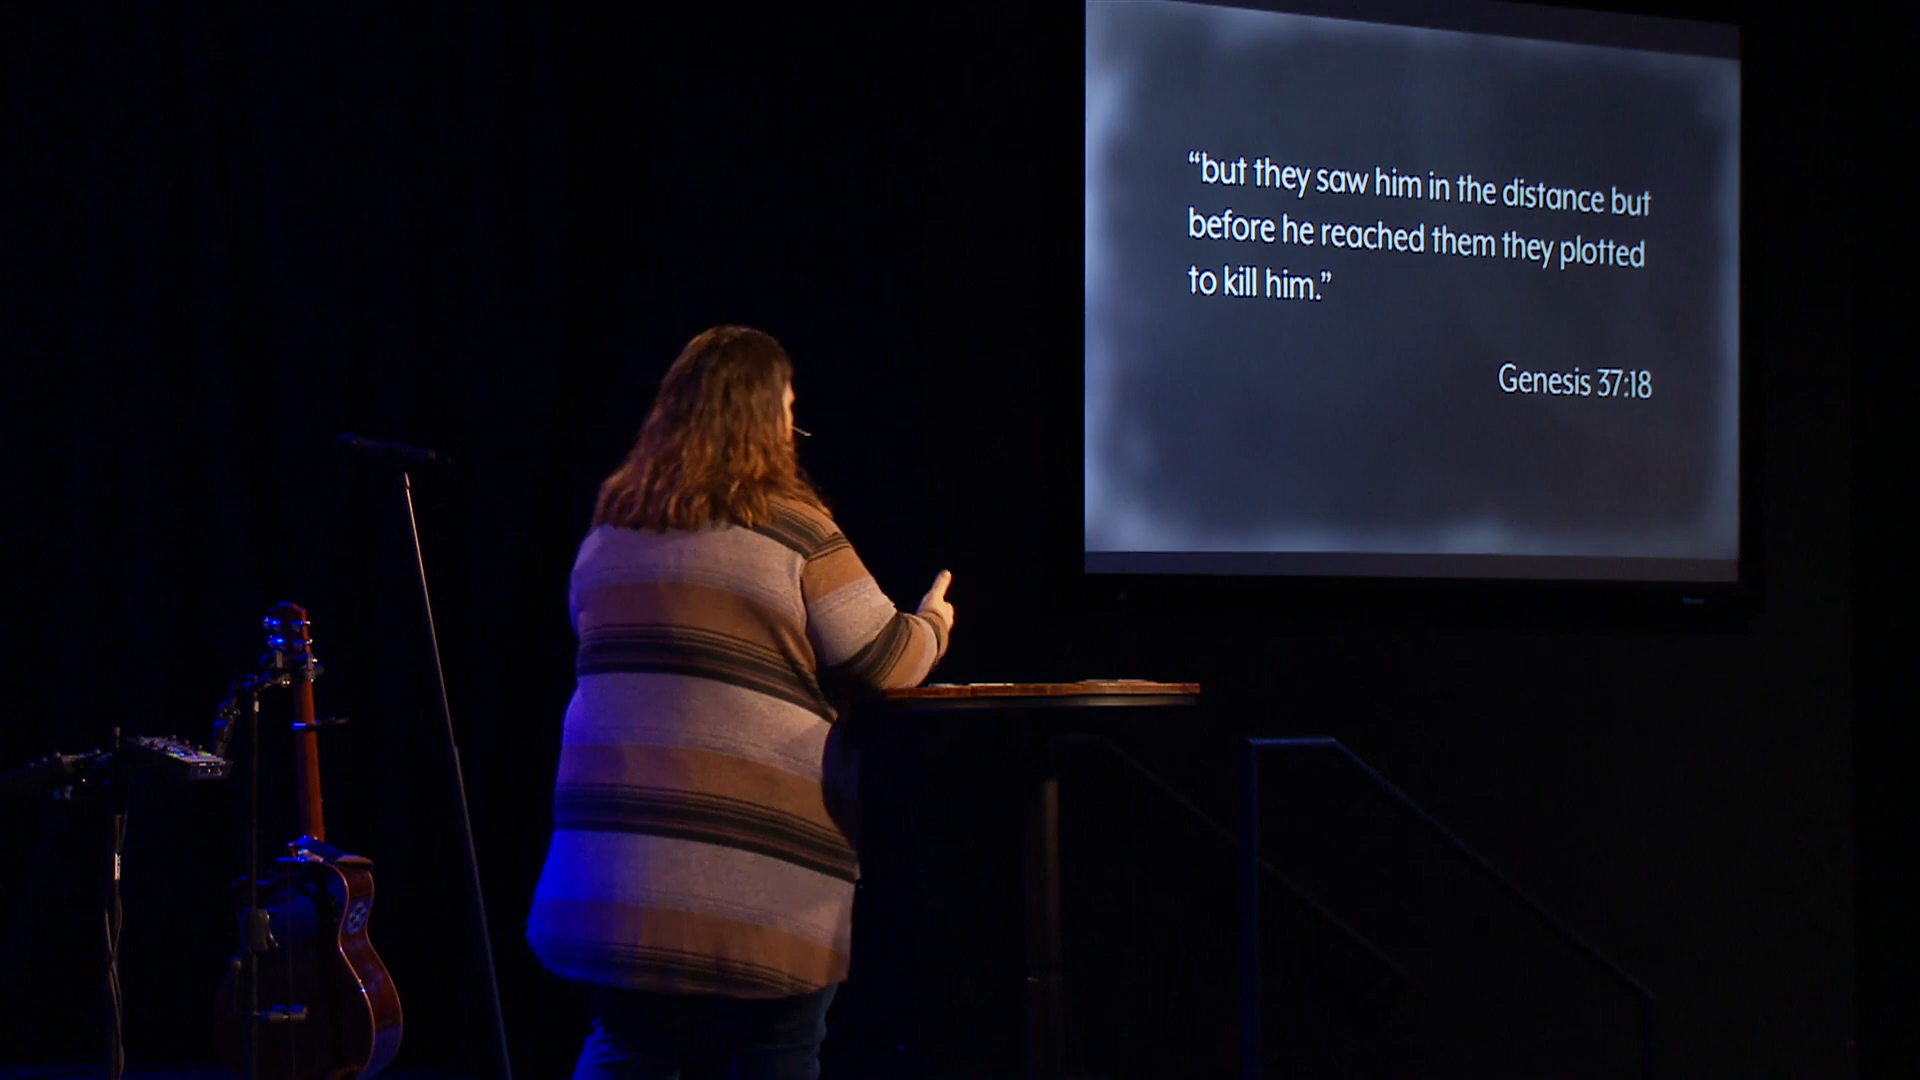 “but they saw him in the distance but
before he reached them they plotted
to kill him.”
Genesis 37:18